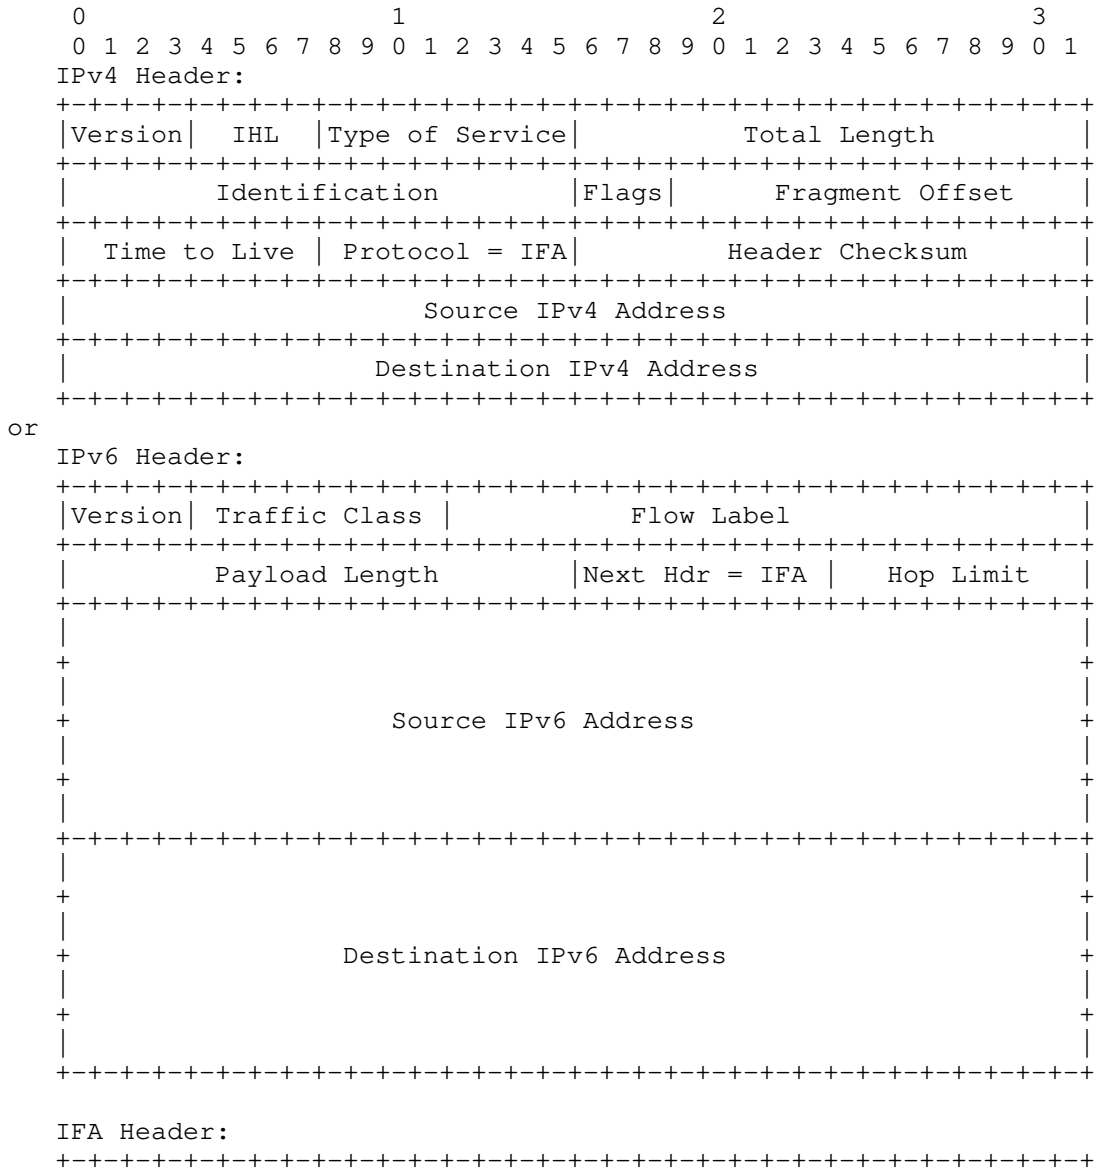 0                   1                   2                   3
    0 1 2 3 4 5 6 7 8 9 0 1 2 3 4 5 6 7 8 9 0 1 2 3 4 5 6 7 8 9 0 1
   IPv4 Header:
   +-+-+-+-+-+-+-+-+-+-+-+-+-+-+-+-+-+-+-+-+-+-+-+-+-+-+-+-+-+-+-+-+
   |Version|  IHL  |Type of Service|          Total Length         |
   +-+-+-+-+-+-+-+-+-+-+-+-+-+-+-+-+-+-+-+-+-+-+-+-+-+-+-+-+-+-+-+-+
   |         Identification        |Flags|      Fragment Offset    |
   +-+-+-+-+-+-+-+-+-+-+-+-+-+-+-+-+-+-+-+-+-+-+-+-+-+-+-+-+-+-+-+-+
   |  Time to Live | Protocol = IFA|         Header Checksum       |
   +-+-+-+-+-+-+-+-+-+-+-+-+-+-+-+-+-+-+-+-+-+-+-+-+-+-+-+-+-+-+-+-+
   |                      Source IPv4 Address                      |
   +-+-+-+-+-+-+-+-+-+-+-+-+-+-+-+-+-+-+-+-+-+-+-+-+-+-+-+-+-+-+-+-+
   |                   Destination IPv4 Address                    |
   +-+-+-+-+-+-+-+-+-+-+-+-+-+-+-+-+-+-+-+-+-+-+-+-+-+-+-+-+-+-+-+-+
or
   IPv6 Header:
   +-+-+-+-+-+-+-+-+-+-+-+-+-+-+-+-+-+-+-+-+-+-+-+-+-+-+-+-+-+-+-+-+
   |Version| Traffic Class |           Flow Label                  |
   +-+-+-+-+-+-+-+-+-+-+-+-+-+-+-+-+-+-+-+-+-+-+-+-+-+-+-+-+-+-+-+-+
   |         Payload Length        |Next Hdr = IFA |   Hop Limit   |
   +-+-+-+-+-+-+-+-+-+-+-+-+-+-+-+-+-+-+-+-+-+-+-+-+-+-+-+-+-+-+-+-+
   |                                                               |
   +                                                               +
   |                                                               |
   +                    Source IPv6 Address                        +
   |                                                               |
   +                                                               +
   |                                                               |
   +-+-+-+-+-+-+-+-+-+-+-+-+-+-+-+-+-+-+-+-+-+-+-+-+-+-+-+-+-+-+-+-+
   |                                                               |
   +                                                               +
   |                                                               |
   +                 Destination IPv6 Address                      +
   |                                                               |
   +                                                               +
   |                                                               |
   +-+-+-+-+-+-+-+-+-+-+-+-+-+-+-+-+-+-+-+-+-+-+-+-+-+-+-+-+-+-+-+-+

   IFA Header:
   +-+-+-+-+-+-+-+-+-+-+-+-+-+-+-+-+-+-+-+-+-+-+-+-+-+-+-+-+-+-+-+-+